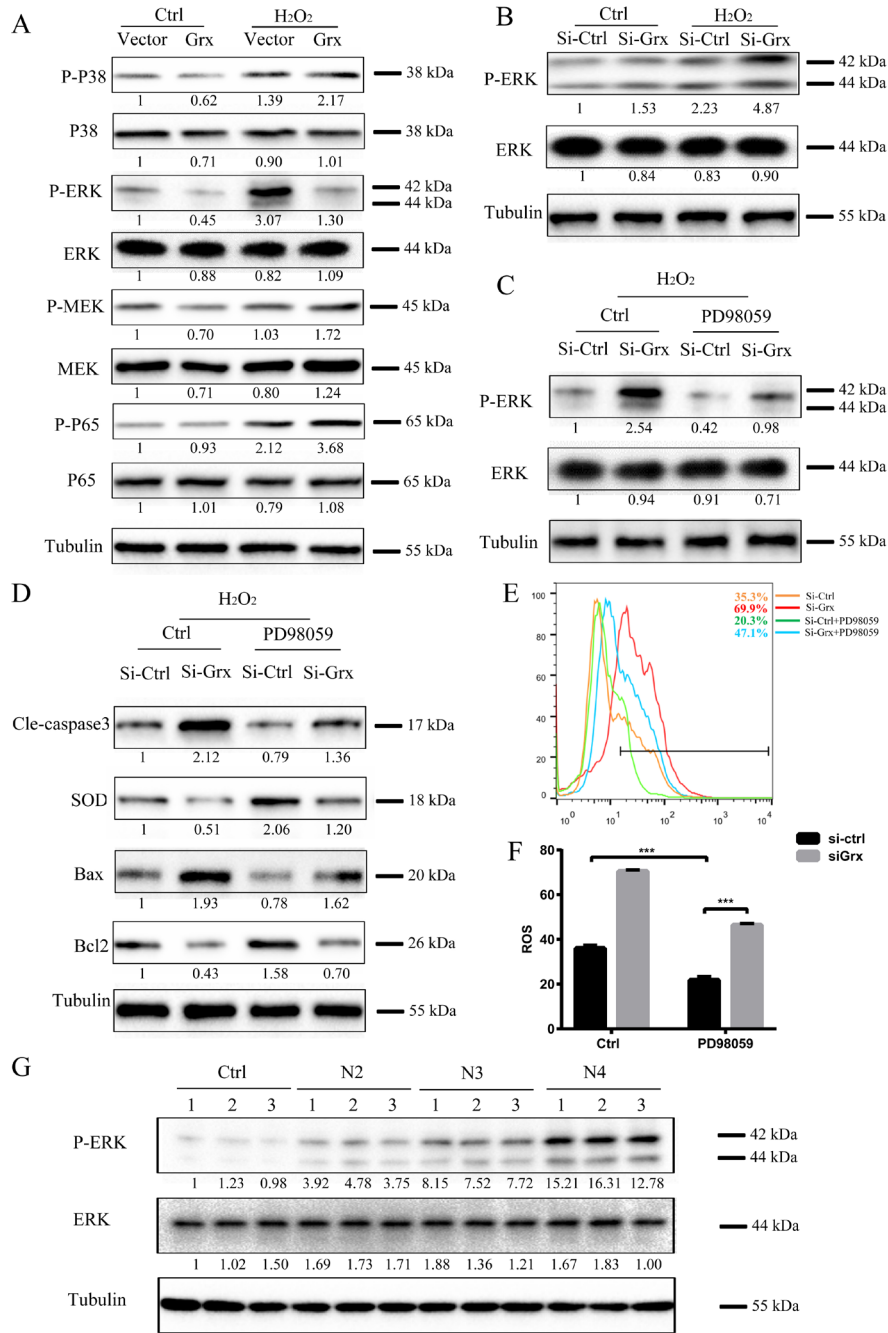 A
Ctrl H₂O₂
Vector Grx Vector Grx
P-P38 38 kDa
1 0.62 1.39 2.17
P38 38 kDa
1 0.71 0.90 1.01
P-ERK 42 kDa
44 kDa
1 0.45 3.07 1.30
ERK 44 kDa
1 0.88 0.82 1.09
P-MEK 45 kDa
1 0.70 1.03 1.72
MEK 45 kDa
1 0.71 0.80 1.24
P-P65 65 kDa
1 0.93 2.12 3.68
P65 65 kDa
1 1.01 0.79 1.08
Tubulin 55 kDa
B
Ctrl H₂O₂
Si-Ctrl Si-Grx Si-Ctrl Si-Grx
P-ERK 42 kDa
44 kDa
1 1.53 2.23 4.87
ERK 44 kDa
1 0.84 0.83 0.90
Tubulin 55 kDa
C
H₂O₂
Ctrl PD98059
Si-Ctrl Si-Grx Si-Ctrl Si-Grx
P-ERK 42 kDa
44 kDa
1 2.54 0.42 0.98
ERK 44 kDa
1 0.94 0.91 0.71
Tubulin 55 kDa
D
H₂O₂
Ctrl PD98059
Si-Ctrl Si-Grx Si-Ctrl Si-Grx
Cle-caspase3 17 kDa
1 2.12 0.79 1.36
SOD 18 kDa
1 0.51 2.06 1.20
Bax 20 kDa
1 1.93 0.78 1.62
Bcl2 26 kDa
1 0.43 1.58 0.70
Tubulin 55 kDa
E
35.3% Si-Ctrl
69.9% Si-Grx
20.3% Si-Ctrl+PD98059
47.1% Si-Grx+PD98059
100
80
60
40
20
0
10⁰ 10¹ 10² 10³ 10⁴
F
si-ctrl
siGrx
ROS
80
60
40
20
0
*** ***
Ctrl PD98059
G
Ctrl N2 N3 N4
1 2 3 1 2 3 1 2 3 1 2 3
P-ERK 42 kDa
44 kDa
1 1.23 0.98 3.92 4.78 3.75 8.15 7.52 7.72 15.21 16.31 12.78
ERK 44 kDa
1 1.02 1.50 1.69 1.73 1.71 1.88 1.36 1.21 1.67 1.83 1.00
Tubulin 55 kDa